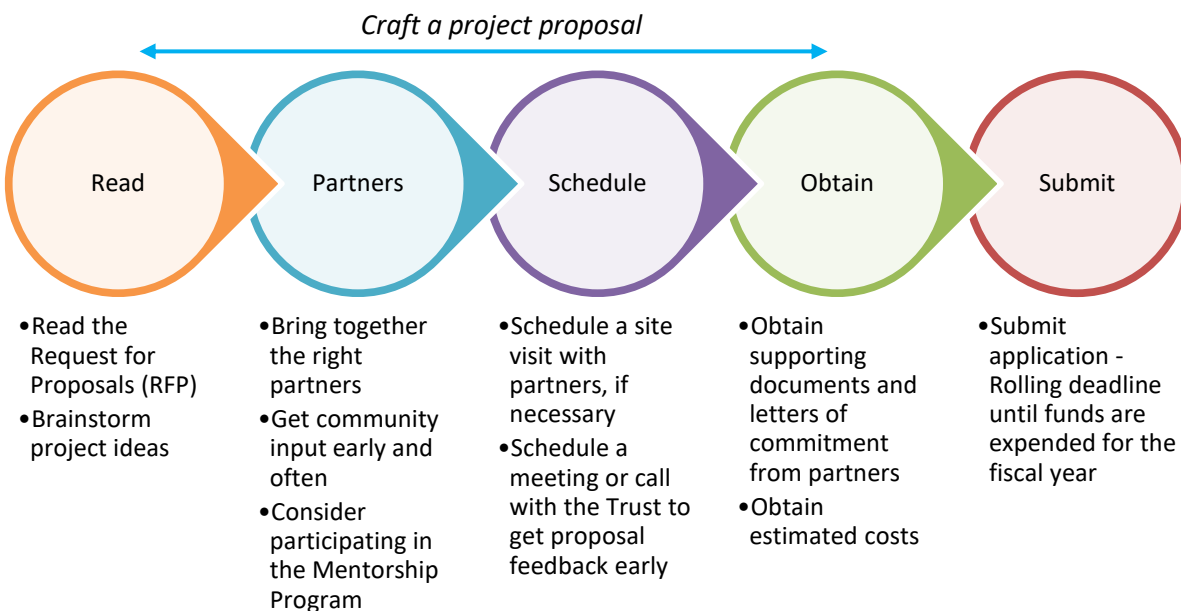 Craft a project proposal
Read
Partners
Schedule
Obtain
Submit
•Read the
Request for
Proposals (RFP)
•Brainstorm
project ideas
•Bring together
the right
partners
•Get community
input early and
often
•Consider
participating in
the Mentorship
Program
•Schedule a site
visit with
partners, if
necessary
•Schedule a
meeting or call
with the Trust to
get proposal
feedback early
•Obtain
supporting
documents and
letters of
commitment
from partners
•Obtain
estimated costs
•Submit
application -
Rolling deadline
until funds are
expended for the
fiscal year